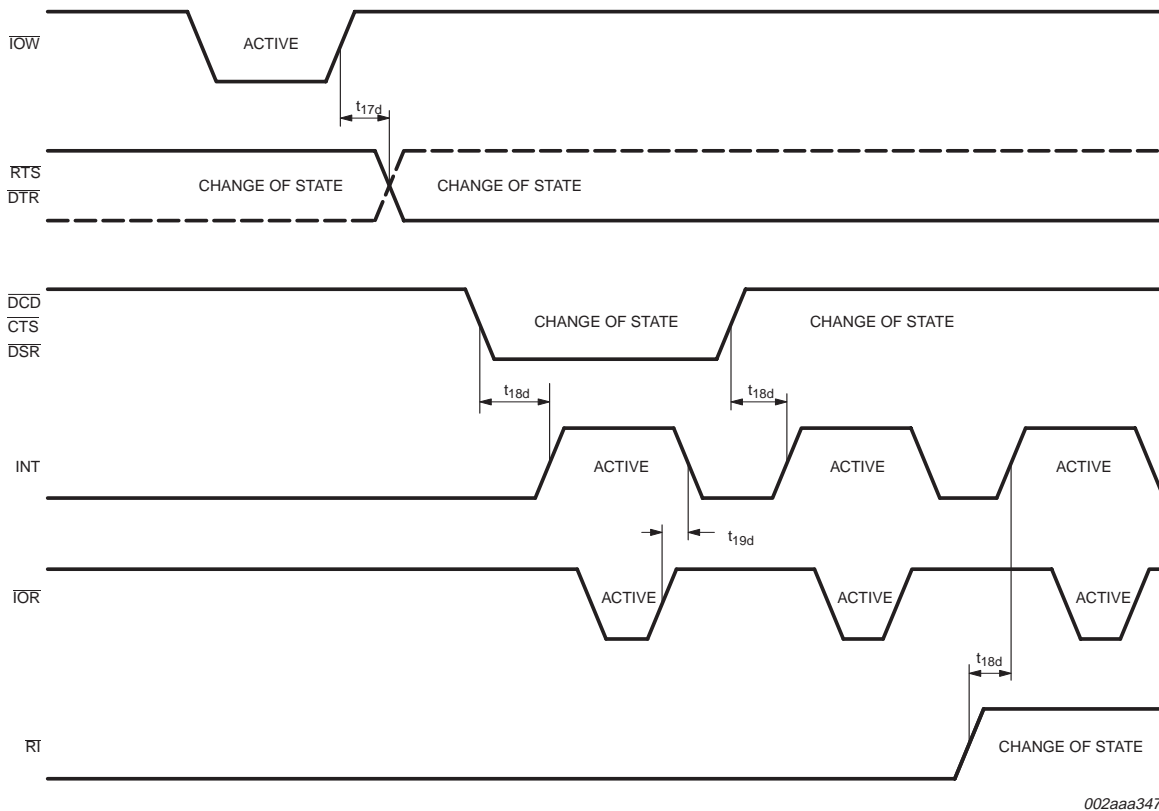 IOW
ACTIVE
t17d
RTS
DTR
CHANGE OF STATE
CHANGE OF STATE
DCD
CTS
DSR
CHANGE OF STATE
CHANGE OF STATE
t18d
t18d
INT
ACTIVE
ACTIVE
ACTIVE
t19d
IOR
ACTIVE
ACTIVE
ACTIVE
t18d
RI
CHANGE OF STATE
002aaa347